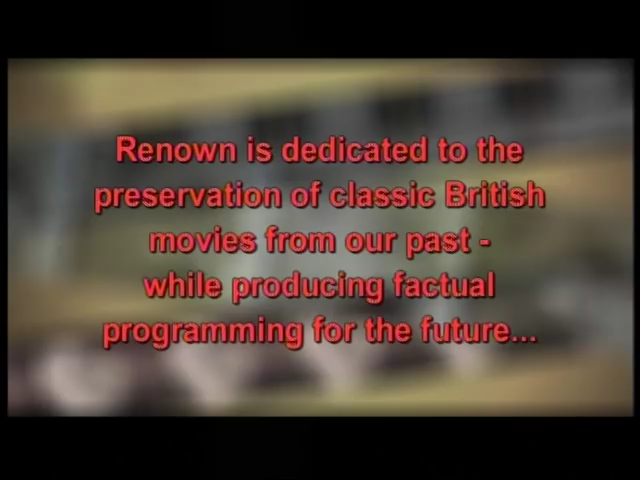 Renown is dedicated to the
preservation of classic British
movies from our past -
while producing factual
programming for the future...